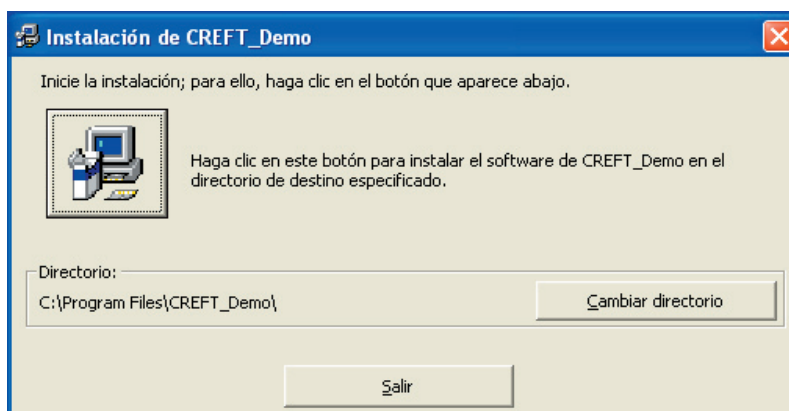 Instalación de CREFT_Demo
Inicie la instalación; para ello, haga clic en el botón que aparece abajo.
Haga clic en este botón para instalar el software de CREFT_Demo en el
directorio de destino especificado.
Directorio:
C:\Program Files\CREFT_Demo\
Cambiar directorio
Salir